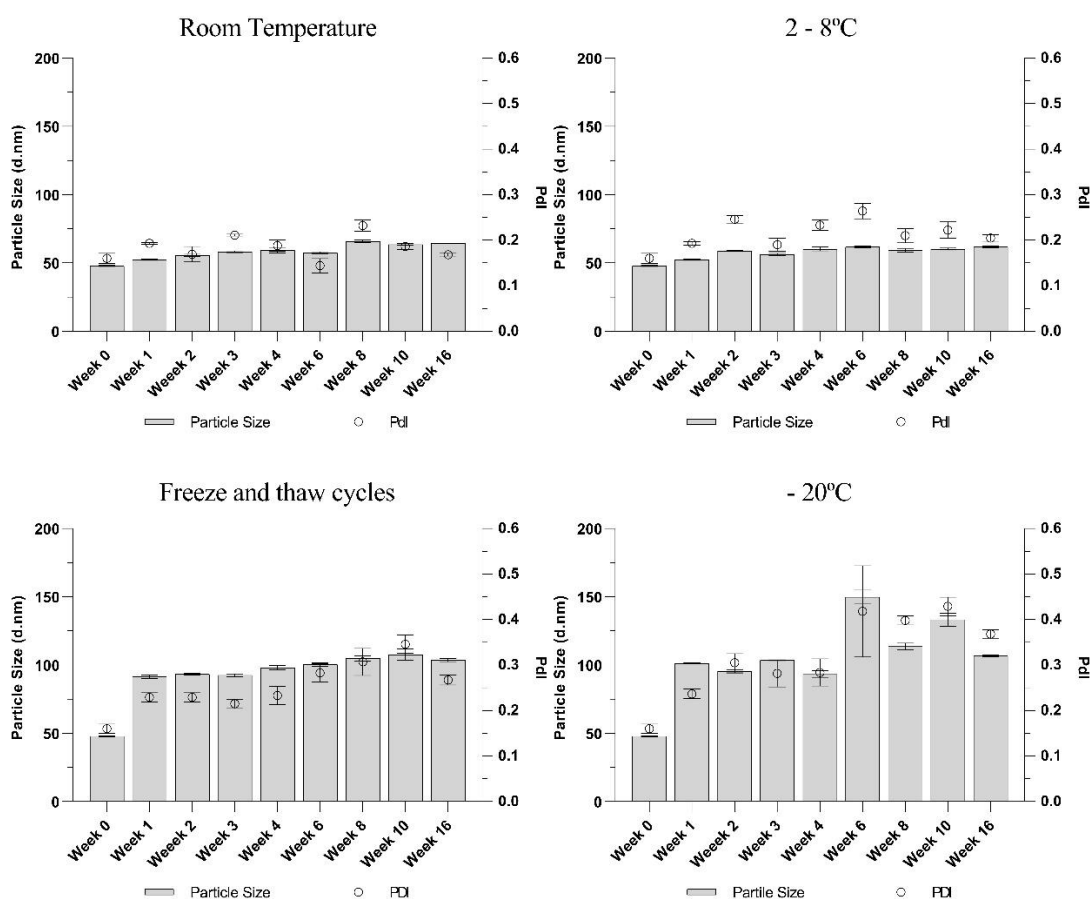 Room Temperature
200
150
100
50
0
Particle Size (d.nm)
0.6
0.5
0.4
0.3
0.2
0.1
0.0
PdI
Week 0
Week 1
Weeek 2
Week 3
Week 4
Week 6
Week 8
Week 10
Week 16
Particle Size
PdI
2 - 8ºC
200
150
100
50
0
Particle Size (d.nm)
0.6
0.5
0.4
0.3
0.2
0.1
0.0
PdI
Week 0
Week 1
Weeek 2
Week 3
Week 4
Week 6
Week 8
Week 10
Week 16
Particle Size
PdI
Freeze and thaw cycles
200
150
100
50
0
Particle Size (d.nm)
0.6
0.5
0.4
0.3
0.2
0.1
0.0
PdI
Week 0
Week 1
Week 2
Week 3
Week 4
Week 6
Week 8
Week 10
Week 16
Particle Size
PDI
- 20ºC
200
150
100
50
0
Particle Size (d.nm)
0.6
0.5
0.4
0.3
0.2
0.1
0.0
PdI
Week 0
Week 1
Week 2
Week 3
Week 4
Week 6
Week 8
Week 10
Week 16
Partile Size
PDI